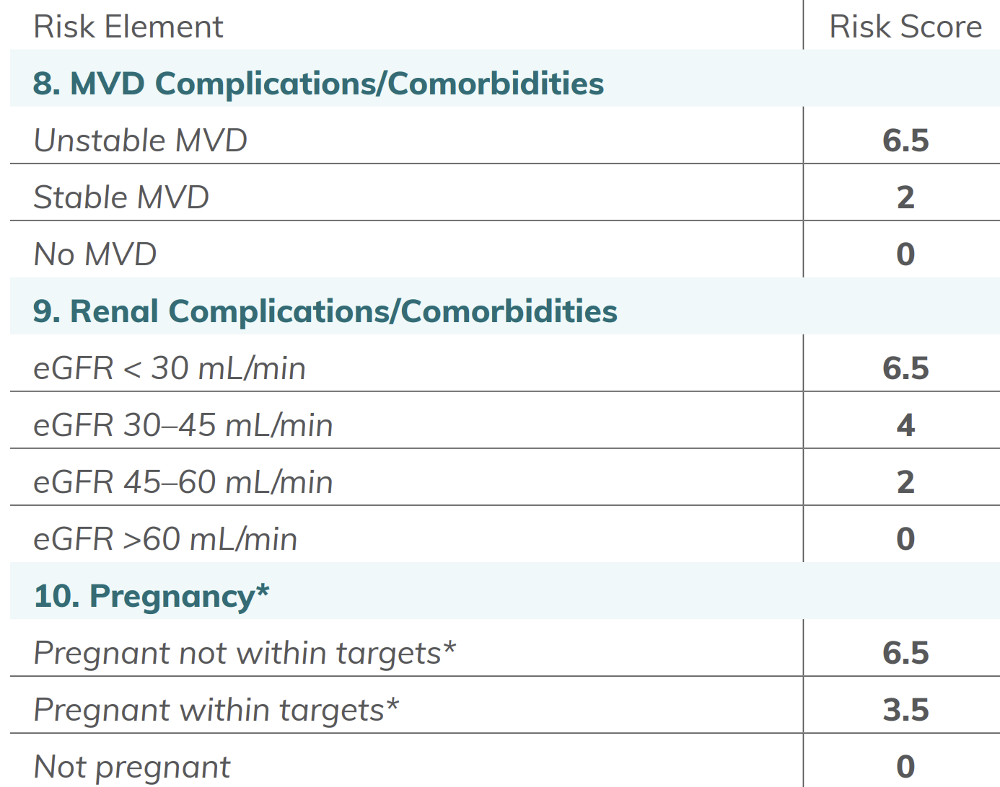 Risk Element Risk Score
8. MVD Complications/Comorbidities
Unstable MVD 6.5
Stable MVD 2
No MVD 0
9. Renal Complications/Comorbidities
eGFR < 30 mL/min 6.5
eGFR 30–45 mL/min 4
eGFR 45–60 mL/min 2
eGFR >60 mL/min 0
10. Pregnancy*
Pregnant not within targets* 6.5
Pregnant within targets* 3.5
Not pregnant 0